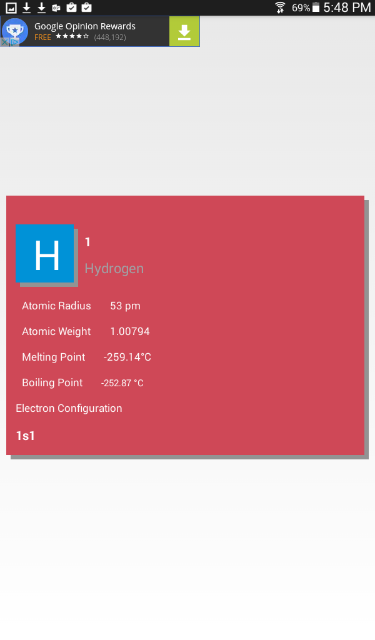 69% 5:48 PM
Google Opinion Rewards
FREE (448,192)
H
1
Hydrogen
Atomic Radius 53 pm
Atomic Weight 1.00794
Melting Point -259.14°C
Boiling Point -252.87 °C
Electron Configuration
1s1